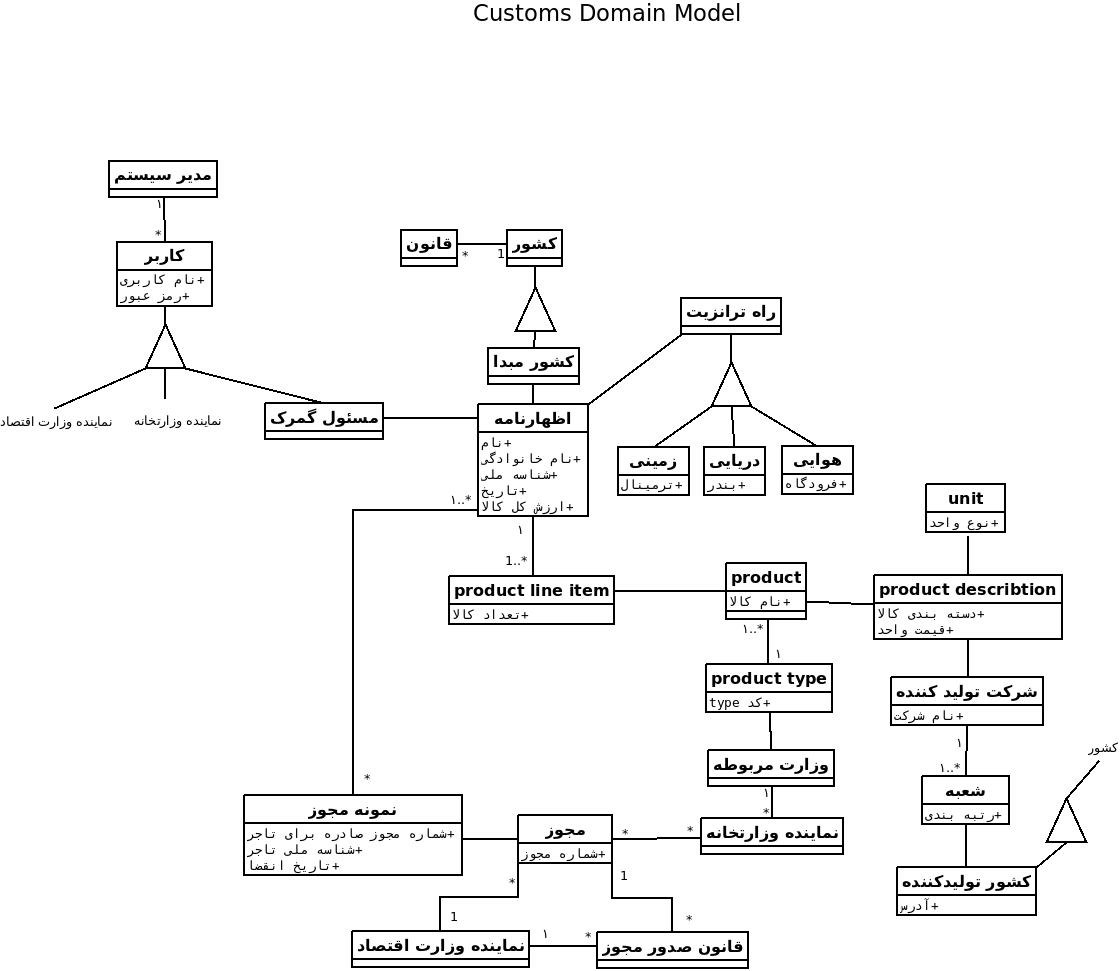 Customs Domain Model
مدیر سیستم
۱
*
کاربر
+نام کاربری
+رمز عبور
نماینده وزارت اقتصاد
نماینده وزارتخانه
مسئول گمرک
قانون
*
1
کشور
کشور مبدا
راه ترانزیت
اظهارنامه
+نام
+نام خانوادگی
+شناسه ملی
+تاریخ
+ارزش کل کالا
زمینی
+ترمینال
دریایی
+بندر
هوایی
+فرودگاه
۱..*
۱
1..*
product line item
+تعداد کالا
product
+نام کالا
unit
+نوع واحد
product describtion
+دسته بندی کالا
+قیمت واحد
۱..*
۱
product type
+کد type
شرکت تولید کننده
+نام شرکت
۱
۱..*
کشور
وزارت مربوطه
۱
*
شعبه
+رتبه بندی
*
نمونه مجوز
+شماره مجوز صادره برای تاجر
+شناسه ملی تاجر
+تاریخ انقضا
مجوز
+شماره مجوز
*
*
نماینده وزارتخانه
کشور تولیدکننده
+آدرس
*
1
1
*
نماینده وزارت اقتصاد
۱
*
قانون صدور مجوز